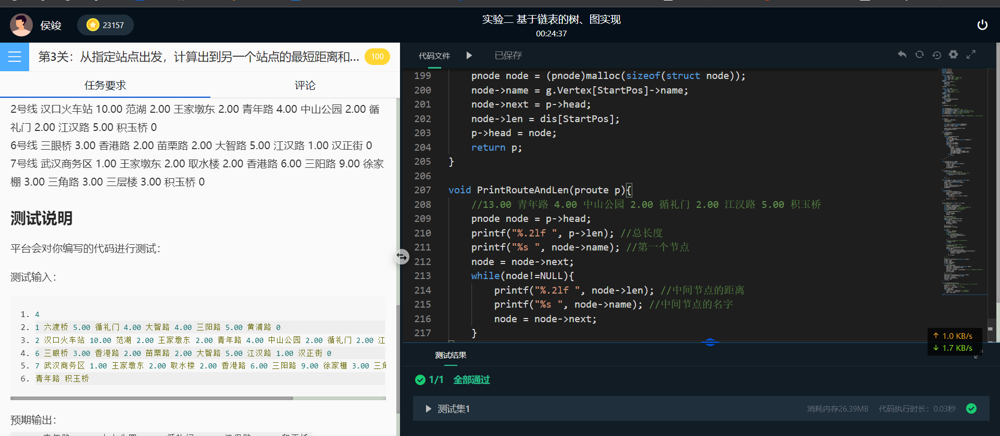 侯竣
23157
实验二 基于链表的树、图实现
00:24:37
第3关：从指定站点出发，计算出到另一个站点的最短距离和...
100
任务要求
评论
2号线 汉口火车站 10.00 范湖 2.00 王家墩东 2.00 青年路 4.00 中山公园 2.00 循
礼门 2.00 江汉路 5.00 积玉桥 0
6号线 三眼桥 3.00 香港路 2.00 苗栗路 2.00 大智路 5.00 江汉路 1.00 汉正街 0
7号线 武汉商务区 1.00 王家墩东 2.00 取水楼 2.00 香港路 6.00 三阳路 9.00 徐家
棚 3.00 三角路 3.00 三层楼 3.00 积玉桥 0
测试说明
平台会对你编写的代码进行测试：
测试输入：
1. 4
2. 1 六渡桥 5.00 循礼门 4.00 大智路 4.00 三阳路 5.00 黄浦路 0
3. 2 汉口火车站 10.00 范湖 2.00 王家墩东 2.00 青年路 4.00 中山公园 2.00 循礼门 2.00 江
4. 6 三眼桥 3.00 香港路 2.00 苗栗路 2.00 大智路 5.00 江汉路 1.00 汉正街 0
5. 7 武汉商务区 1.00 王家墩东 2.00 取水楼 2.00 香港路 6.00 三阳路 9.00 徐家棚 3.00 三角
6. 青年路 积玉桥
预期输出：
代码文件
已保存
199 pnode node = (pnode)malloc(sizeof(struct node));
200 node->name = g.Vertex[StartPos]->name;
201 node->next = p->head;
202 node->len = dis[StartPos];
203 p->head = node;
204 return p;
205 }
206
207 void PrintRouteAndLen(proute p){
208 //13.00 青年路 4.00 中山公园 2.00 循礼门 2.00 江汉路 5.00 积玉桥
209 pnode node = p->head;
210 printf("%.2lf ", p->len); //总长度
211 printf("%s ", node->name); //第一个节点
212 node = node->next;
213 while(node!=NULL){
214 printf("%.2lf ", node->len); //中间节点的距离
215 printf("%s ", node->name); //中间节点的名字
216 node = node->next;
217 }
↑ 1.0 KB/s
↓ 1.7 KB/s
测试结果
1/1 全部通过
测试集1
消耗内存26.39MB 代码执行时长：0.03秒